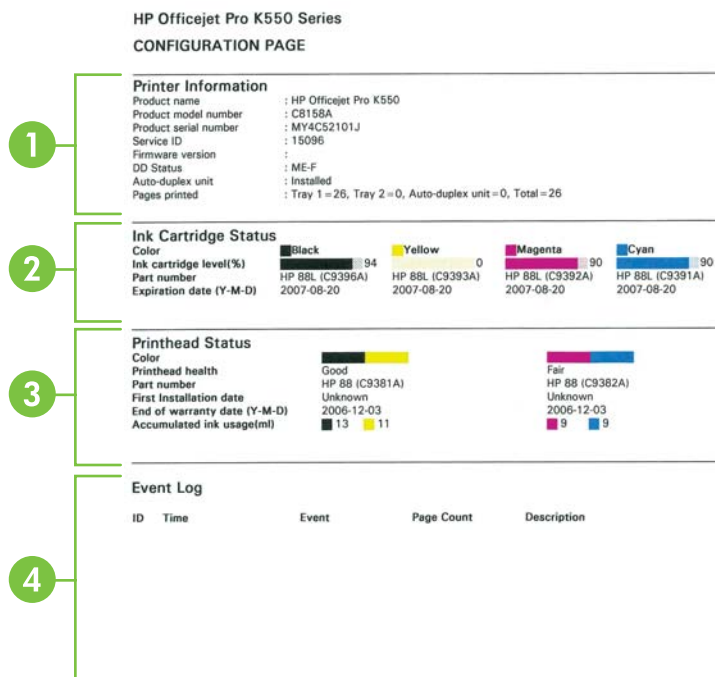 HP Officejet Pro K550 Series
CONFIGURATION PAGE
1
Printer Information
Product name : HP Officejet Pro K550
Product model number : C8158A
Product serial number : MY4C52101J
Service ID : 15096
Firmware version :
DD Status : ME-F
Auto-duplex unit : Installed
Pages printed : Tray 1=26, Tray 2=0, Auto-duplex unit=0, Total=26
2
Ink Cartridge Status
Color Black Yellow Magenta Cyan
Ink cartridge level(%) 94 0 90 90
Part number HP 88L (C9396A) HP 88L (C9393A) HP 88L (C9392A) HP 88L (C9391A)
Expiration date (Y-M-D) 2007-08-20 2007-08-20 2007-08-20 2007-08-20
3
Printhead Status
Color
Printhead health Good Fair
Part number HP 88 (C9381A) HP 88 (C9382A)
First Installation date Unknown Unknown
End of warranty date (Y-M-D) 2006-12-03 2006-12-03
Accumulated ink usage(ml) 13 11 9 9
4
Event Log
ID Time Event Page Count Description